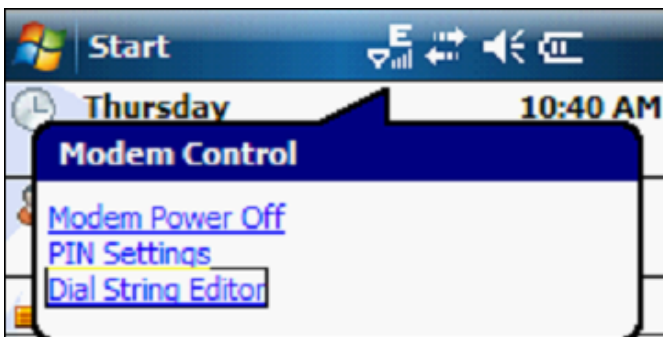 Start
E
Thursday 10:40 AM
Modem Control
Modem Power Off
PIN Settings
Dial String Editor